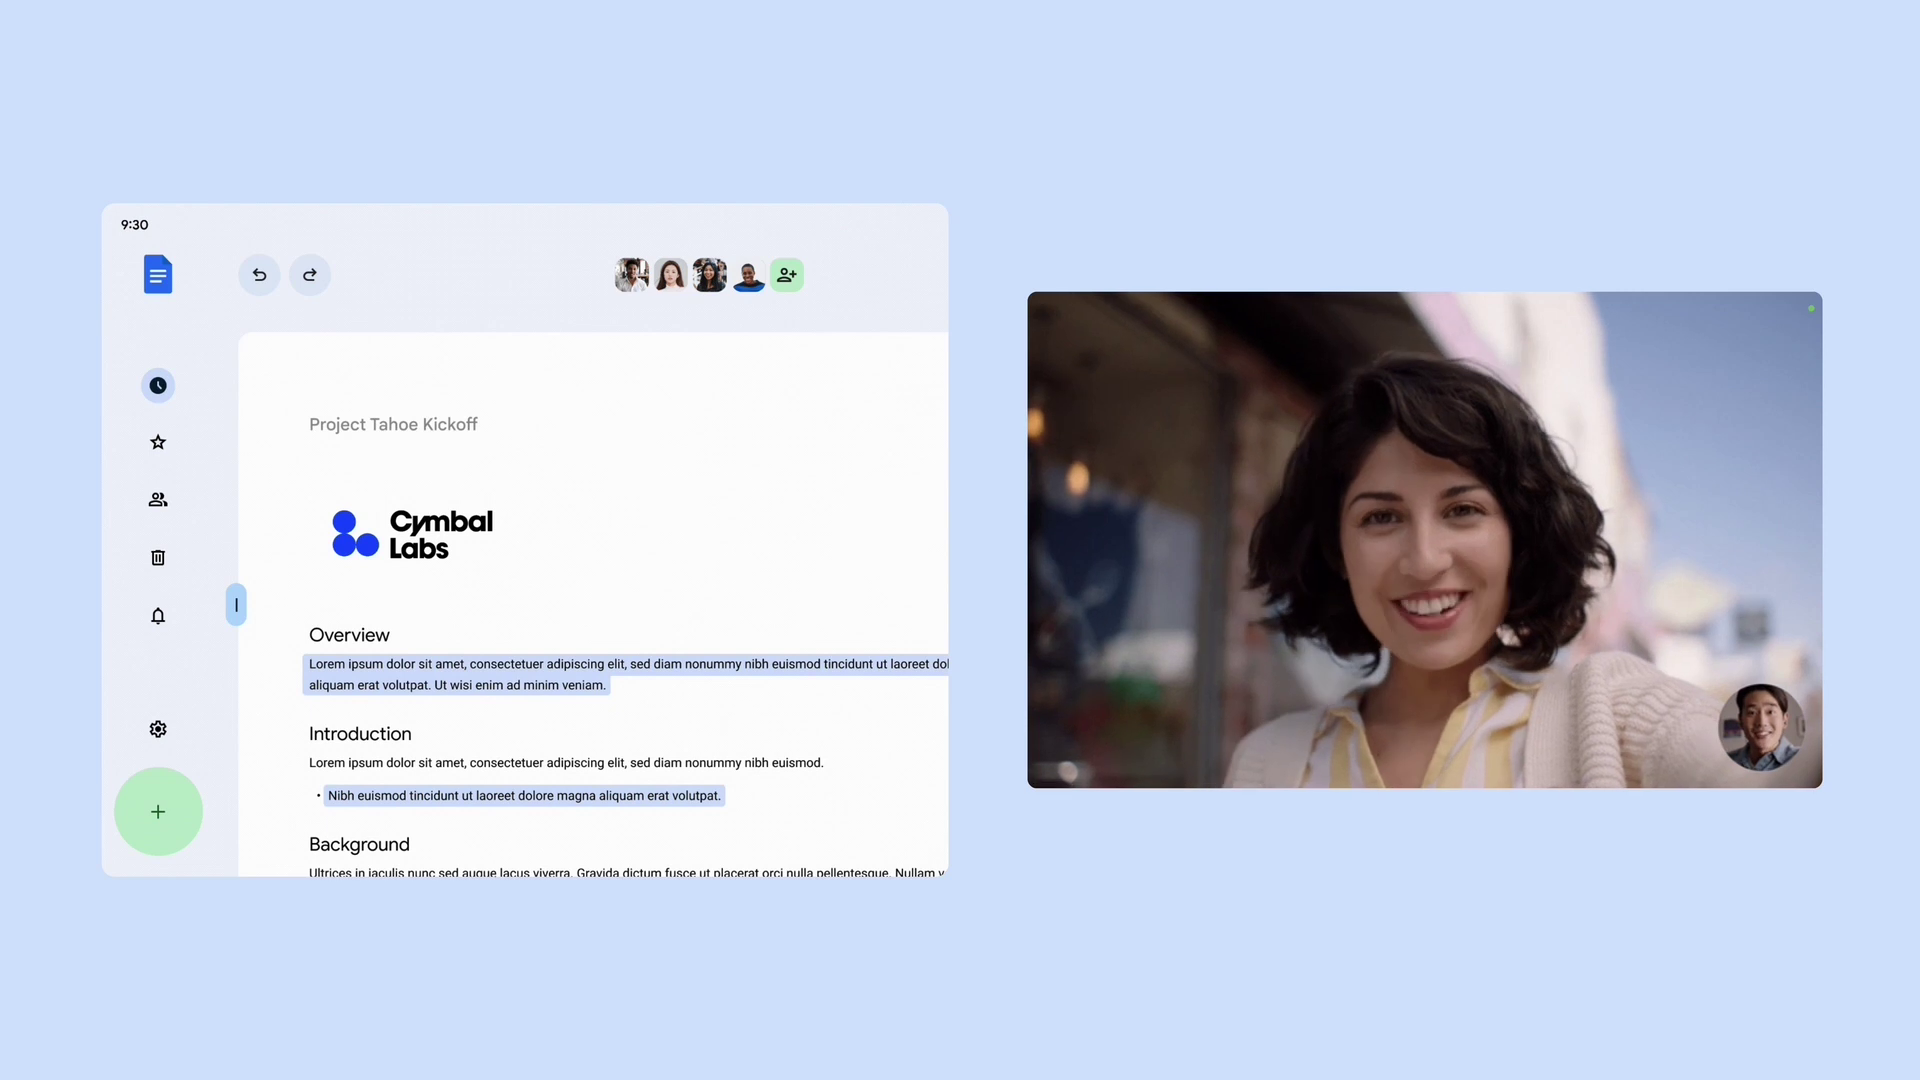 9:30
Project Tahoe Kickoff
Cymbal
Labs
Overview
Lorem ipsum dolor sit amet, consectetuer adipiscing elit, sed diam nonummy nibh euismod tincidunt ut laoreet dol
aliquam erat volutpat. Ut wisi enim ad minim veniam.
Introduction
Lorem ipsum dolor sit amet, consectetuer adipiscing elit, sed diam nonummy nibh euismod.
• Nibh euismod tincidunt ut laoreet dolore magna aliquam erat volutpat.
Background
Ultrices in iaculis nunc sed augue lacus viverra. Gravida dictum fusce ut placerat orci nulla pellentesque. Nullam v